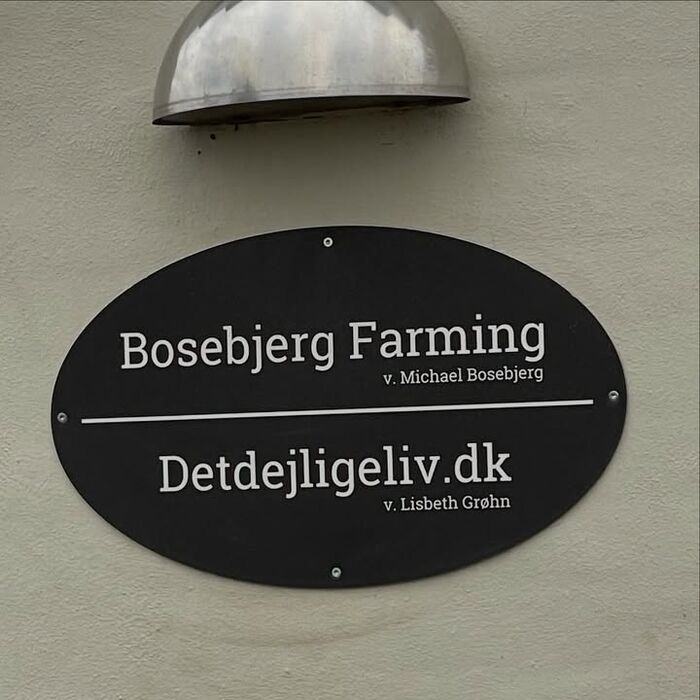 Bosebjerg Farming
v. Michael Bosebjerg
Detdejligeliv.dk
v. Lisbeth Grøhn